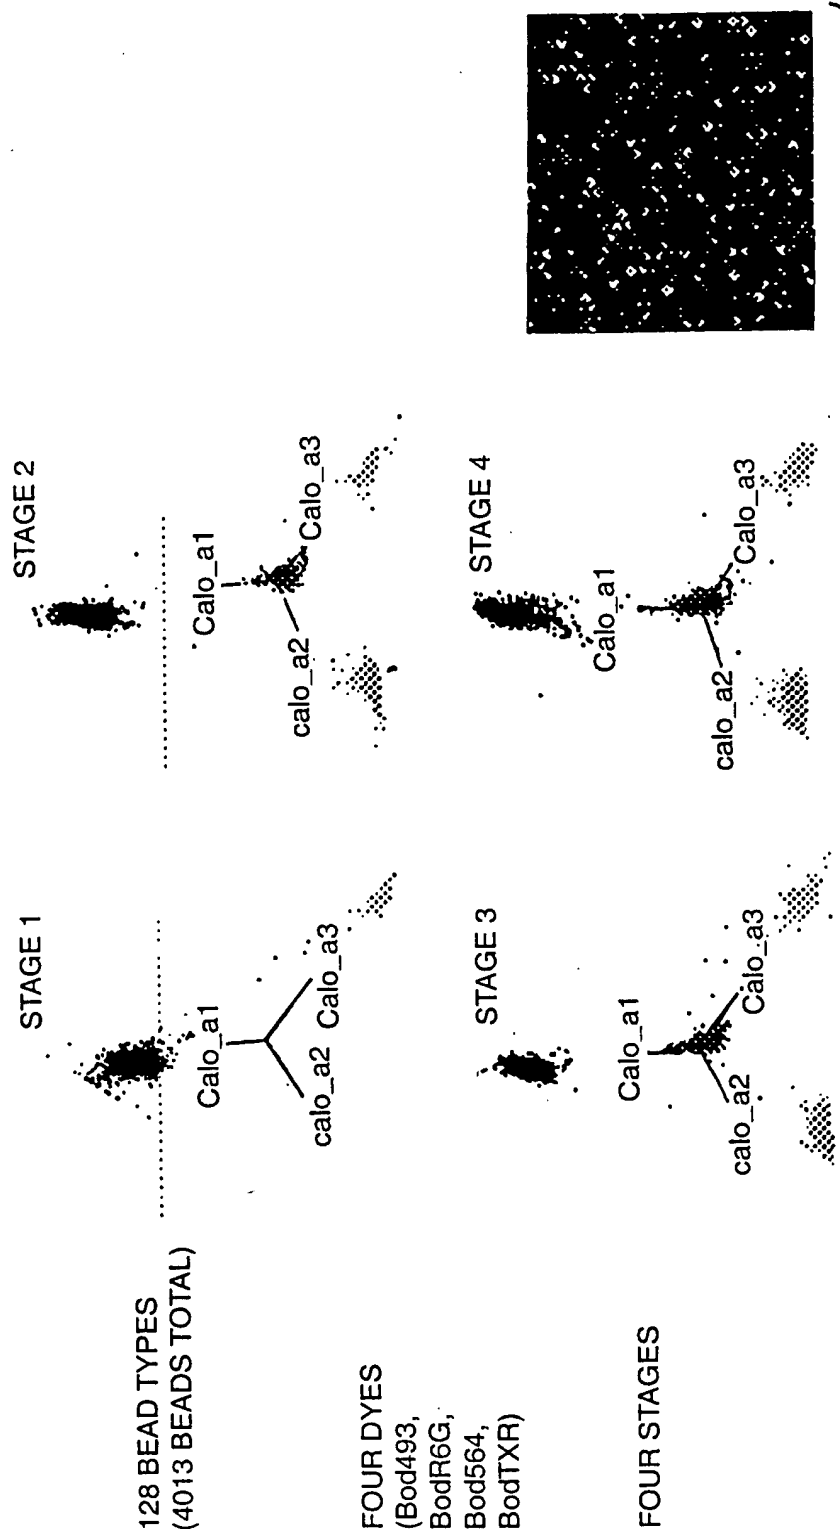 128 BEAD TYPES
(4013 BEADS TOTAL)
FOUR DYES
(Bod493,
BodR6G,
Bod564,
BodTXR)
FOUR STAGES
STAGE 1
Calo_a1
calo_a2
Calo_a3
STAGE 2
Calo_a1
calo_a2
Calo_a3
STAGE 3
Calo_a1
calo_a2
Calo_a3
STAGE 4
Calo_a1
calo_a2
Calo_a3